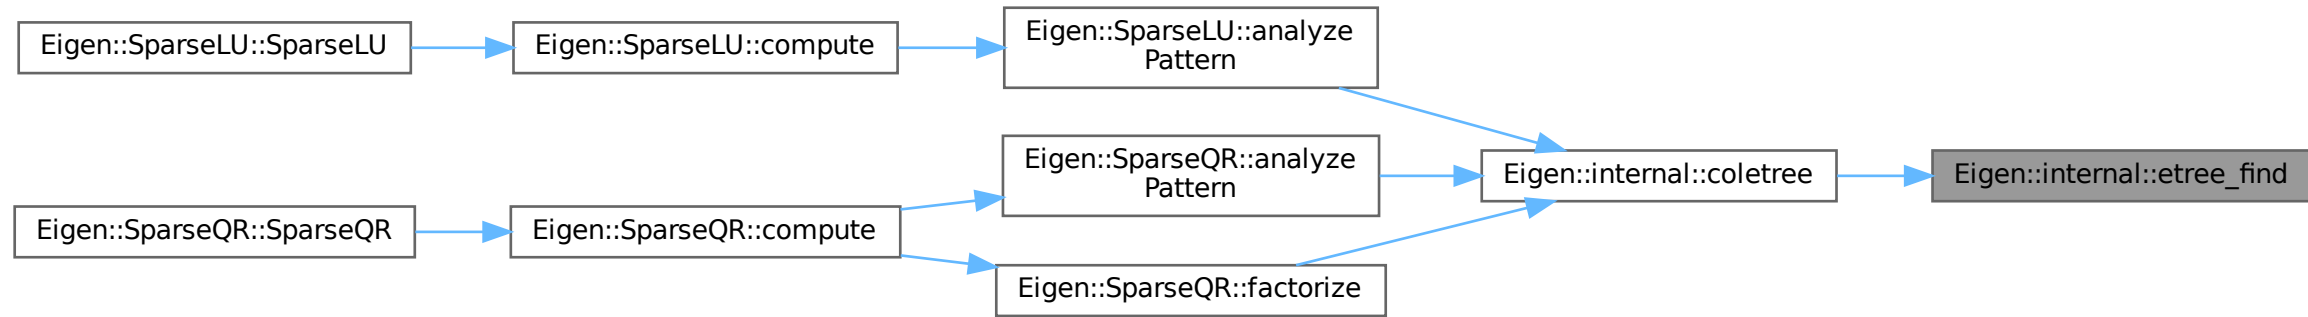 Eigen::SparseLU::SparseLU
Eigen::SparseLU::compute
Eigen::SparseLU::analyze
Pattern
Eigen::SparseQR::analyze
Pattern
Eigen::internal::coletree
Eigen::internal::etree_find
Eigen::SparseQR::SparseQR
Eigen::SparseQR::compute
Eigen::SparseQR::factorize